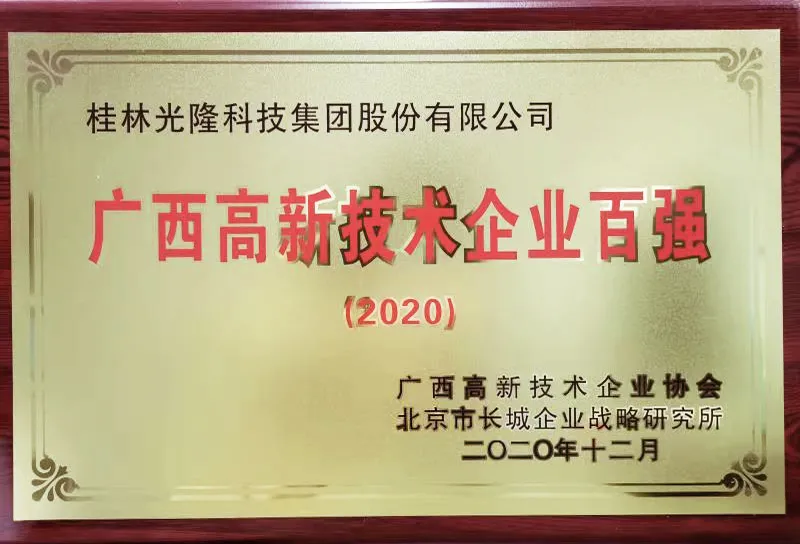 桂林光隆科技集团股份有限公司
广西高新技术企业百强
(2020)
广西高新技术企业协会
北京市长城企业战略研究所
二〇二〇年十二月